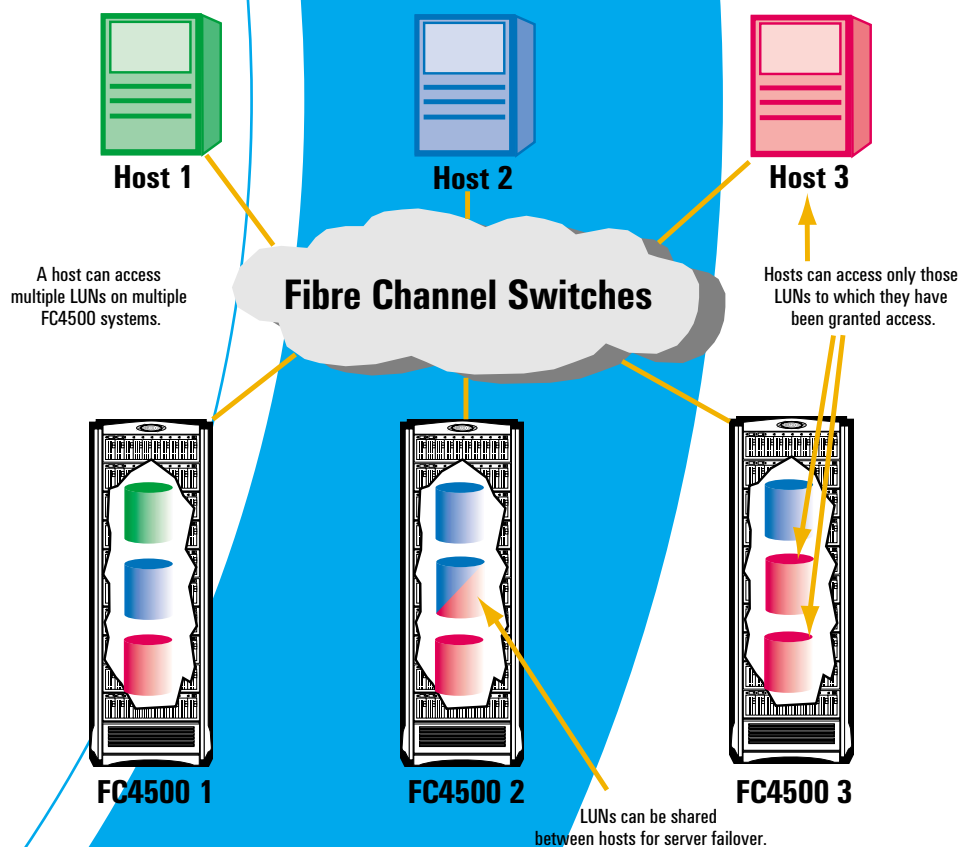 Host 1
Host 2
Host 3
A host can access
multiple LUNs on multiple
FC4500 systems.
Fibre Channel Switches
Hosts can access only those
LUNs to which they have
been granted access.
FC4500 1
FC4500 2
FC4500 3
LUNs can be shared
between hosts for server failover.